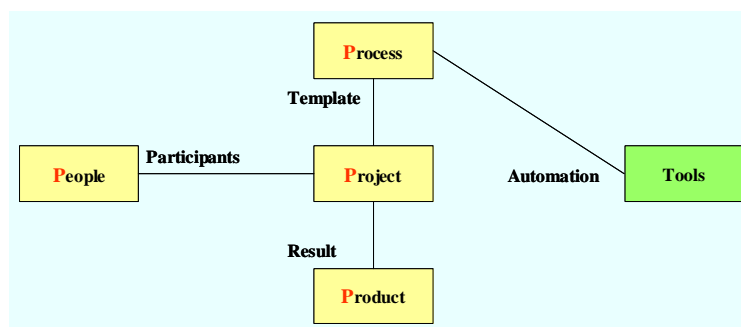 Process
Template
Participants
People
Project
Automation
Tools
Result
Product